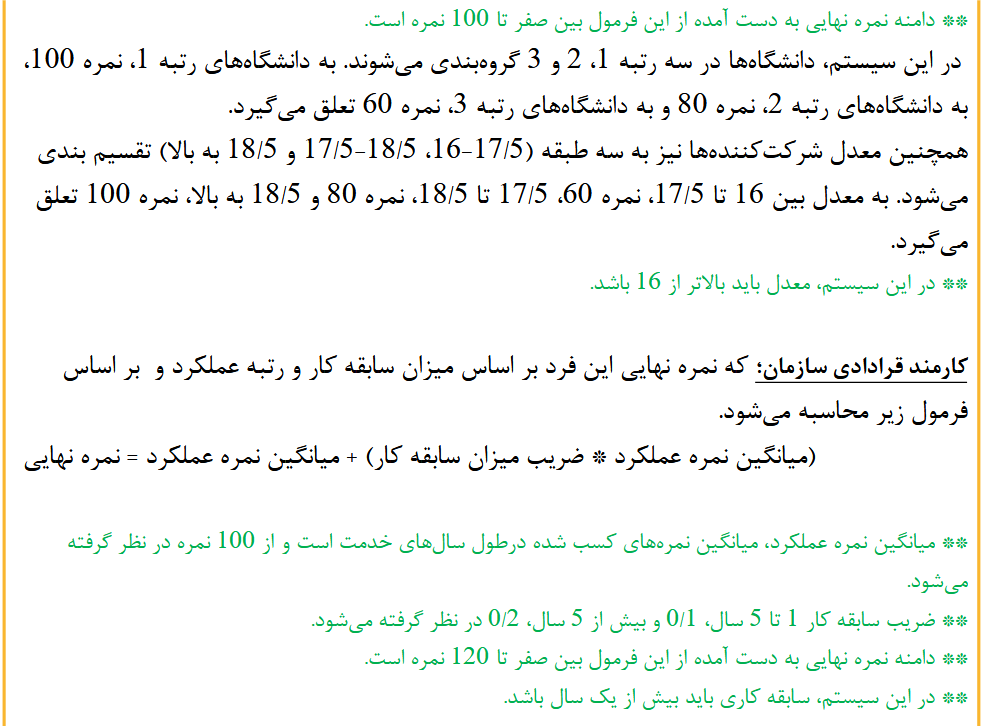 ** دامنه نمره نهایی به دست آمده از این فرمول بین صفر تا 100 نمره است.
در این سیستم، دانشگاه‌ها در سه رتبه 1، 2 و 3 گروه‌بندی می‌شوند. به دانشگاه‌های رتبه 1، نمره 100،
به دانشگاه‌های رتبه 2، نمره 80 و به دانشگاه‌های رتبه 3، نمره 60 تعلق می‌گیرد.
همچنین معدل شرکت‌کننده‌ها نیز به سه طبقه (17/5-16، 18/5-17/5 و 18/5 به بالا) تقسیم بندی
می‌شود. به معدل بین 16 تا 17/5، نمره 60، 17/5 تا 18/5، نمره 80 و 18/5 به بالا، نمره 100 تعلق
می‌گیرد.
** در این سیستم، معدل باید بالاتر از 16 باشد.
کارمند قرادادی سازمان؛ که نمره نهایی این فرد بر اساس میزان سابقه کار و رتبه عملکرد و بر اساس
فرمول زیر محاسبه می‌شود.
(میانگین نمره عملکرد * ضریب میزان سابقه کار) + میانگین نمره عملکرد = نمره نهایی
** میانگین نمره عملکرد، میانگین نمره‌های کسب شده درطول سال‌های خدمت است و از 100 نمره در نظر گرفته
می‌شود.
** ضریب سابقه کار 1 تا 5 سال، 0/1 و بیش از 5 سال، 0/2 در نظر گرفته می‌شود.
** دامنه نمره نهایی به دست آمده از این فرمول بین صفر تا 120 نمره است.
** در این سیستم، سابقه کاری باید بیش از یک سال باشد.